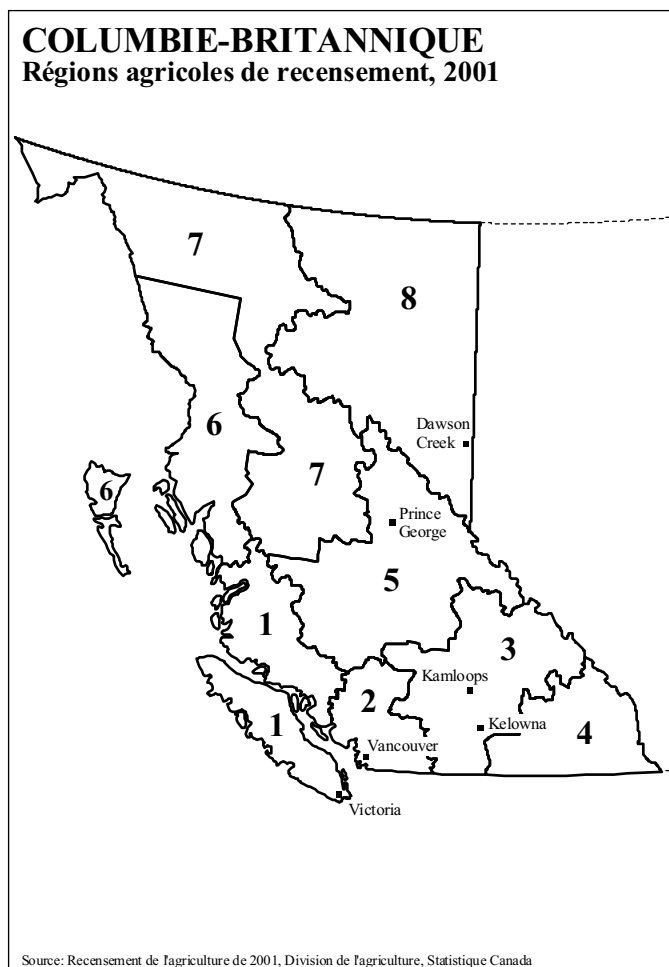 COLUMBIE-BRITANNIQUE
Régions agricoles de recensement, 2001
7
8
6
Dawson
Creek
7
6
Prince
George
5
1
3
Kamloops
2
1
Kelowna
4
Vancouver
Victoria
Source: Recensement de l'agriculture de 2001, Division de l'agriculture, Statistique Canada